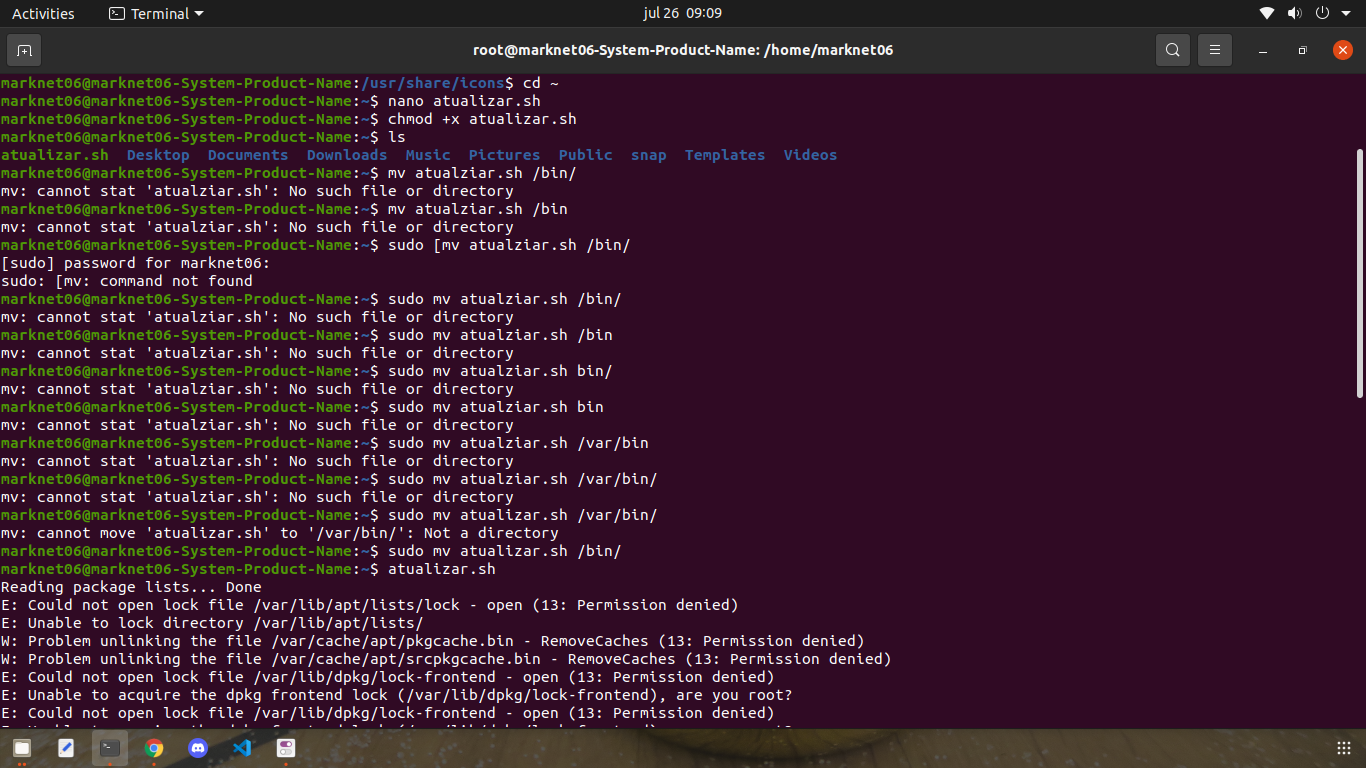 Activities
Terminal
jul 26 09:09
root@marknet06-System-Product-Name: /home/marknet06
marknet06@marknet06-System-Product-Name:/usr/share/icons$ cd ~
marknet06@marknet06-System-Product-Name:~$ nano atualizar.sh
marknet06@marknet06-System-Product-Name:~$ chmod +x atualizar.sh
marknet06@marknet06-System-Product-Name:~$ ls
atualizar.sh Desktop Documents Downloads Music Pictures Public snap Templates Videos
marknet06@marknet06-System-Product-Name:~$ mv atualziar.sh /bin/
mv: cannot stat 'atualziar.sh': No such file or directory
marknet06@marknet06-System-Product-Name:~$ mv atualziar.sh /bin
mv: cannot stat 'atualziar.sh': No such file or directory
marknet06@marknet06-System-Product-Name:~$ sudo [mv atualziar.sh /bin/
[sudo] password for marknet06:
sudo: [mv: command not found
marknet06@marknet06-System-Product-Name:~$ sudo mv atualziar.sh /bin/
mv: cannot stat 'atualziar.sh': No such file or directory
marknet06@marknet06-System-Product-Name:~$ sudo mv atualziar.sh /bin
mv: cannot stat 'atualziar.sh': No such file or directory
marknet06@marknet06-System-Product-Name:~$ sudo mv atualziar.sh bin/
mv: cannot stat 'atualziar.sh': No such file or directory
marknet06@marknet06-System-Product-Name:~$ sudo mv atualziar.sh bin
mv: cannot stat 'atualziar.sh': No such file or directory
marknet06@marknet06-System-Product-Name:~$ sudo mv atualziar.sh /var/bin
mv: cannot stat 'atualziar.sh': No such file or directory
marknet06@marknet06-System-Product-Name:~$ sudo mv atualziar.sh /var/bin/
mv: cannot stat 'atualziar.sh': No such file or directory
marknet06@marknet06-System-Product-Name:~$ sudo mv atualizar.sh /var/bin/
mv: cannot move 'atualizar.sh' to '/var/bin/': Not a directory
marknet06@marknet06-System-Product-Name:~$ sudo mv atualizar.sh /bin/
marknet06@marknet06-System-Product-Name:~$ atualizar.sh
Reading package lists... Done
E: Could not open lock file /var/lib/apt/lists/lock - open (13: Permission denied)
E: Unable to lock directory /var/lib/apt/lists/
W: Problem unlinking the file /var/cache/apt/pkgcache.bin - RemoveCaches (13: Permission denied)
W: Problem unlinking the file /var/cache/apt/srcpkgcache.bin - RemoveCaches (13: Permission denied)
E: Could not open lock file /var/lib/dpkg/lock-frontend - open (13: Permission denied)
E: Unable to acquire the dpkg frontend lock (/var/lib/dpkg/lock-frontend), are you root?
E: Could not open lock file /var/lib/dpkg/lock-frontend - open (13: Permission denied)